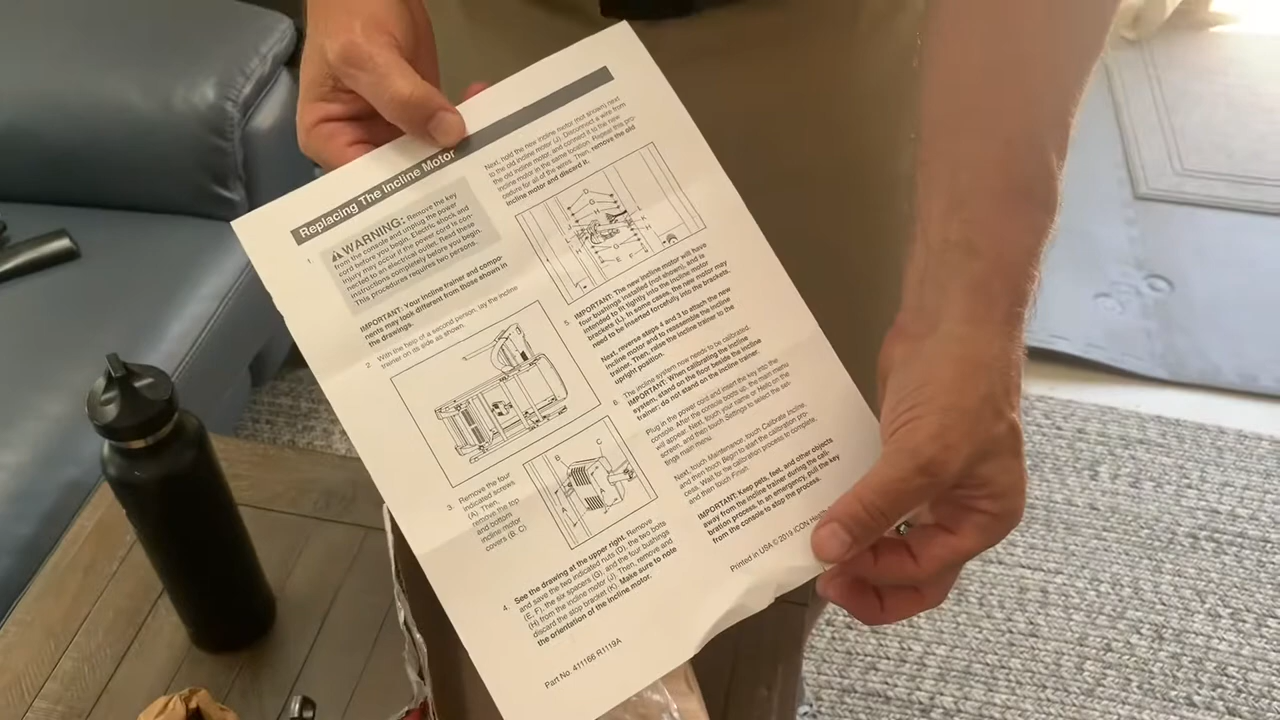 Replacing The Incline Motor
1.
WARNING: Remove the key
from the console and unplug the power
cord before you begin. Electric shock and
injury may occur if the power cord is con-
nected to an electrical outlet. Read these
instructions completely before you begin.
This procedures requires two persons.
IMPORTANT: Your incline trainer and compo-
nents may look different from those shown in
the drawings.
2. With the help of a second person, lay the incline
trainer on its side as shown.
3. Remove the four
indicated screws
(A). Then,
remove the top
and bottom
incline motor
covers (B, C)
B
C
A
4. See the drawing at the upper right. Remove
and save the two indicated nuts (D), the two bolts
(E, F), the six spacers (G), and the four bushings
(H) from the incline motor (J). Then, remove and
discard the stop bracket (K). Make sure to note
the orientation of the incline motor.
Part No. 411166 R1119A
Next, hold the new incline motor (not shown) next
to the old incline motor (J). Disconnect a wire from
the old incline motor, and connect it to the new
incline motor in the same location. Repeat this pro-
cedure for all of the wires. Then, remove the old
incline motor and discard it.
5. IMPORTANT: The new incline motor will have
four bushings installed (not shown), and is
intended to fit tightly into the incline motor
brackets (L). In some cases, the new motor may
need to be inserted forcefully into the brackets.
Next, reverse steps 4 and 3 to attach the new
incline motor and to reassemble the incline
trainer. Then, raise the incline trainer to the
upright position.
6. The incline system now needs to be calibrated.
IMPORTANT: When calibrating the incline
system, stand on the floor beside the incline
trainer; do not stand on the incline trainer.
Plug in the power cord and insert the key into the
console. After the console boots up, the main menu
will appear. Next, touch your name or Hello on the
screen, and then touch Settings to select the set-
tings main menu.
Next, touch Maintenance, touch Calibrate Incline,
and then touch Begin to start the calibration pro-
cess. Wait for the calibration process to complete,
and then touch Finish.
IMPORTANT: Keep pets, feet, and other objects
away from the incline trainer during the cali-
bration process. In an emergency, pull the key
from the console to stop the process.
Printed in USA © 2019 ICON